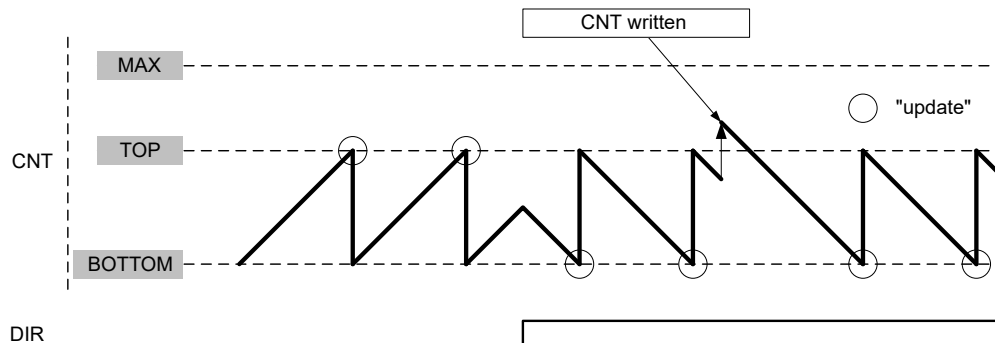 CNT written
MAX
"update"
TOP
CNT
BOTTOM
DIR